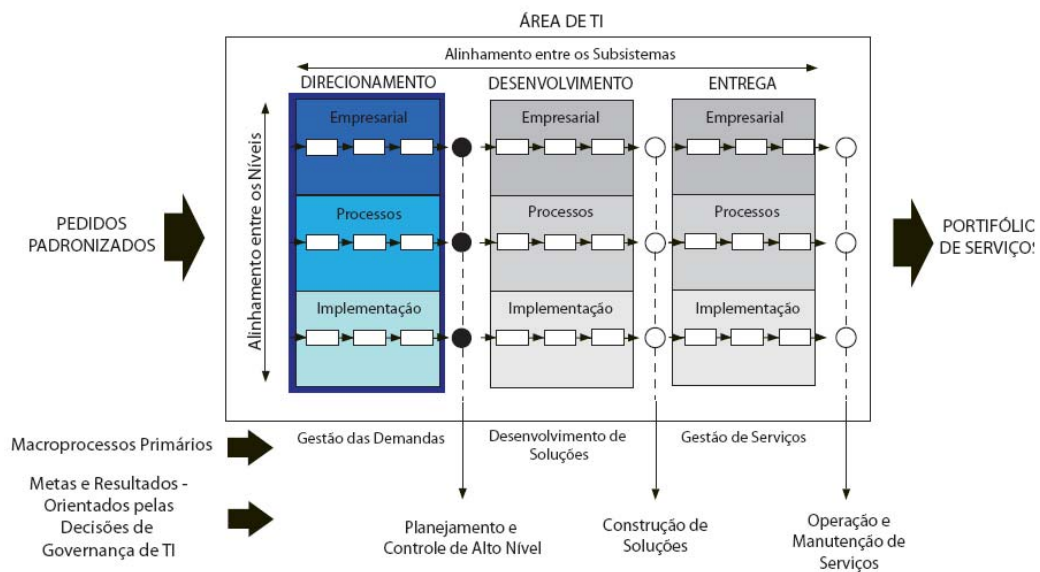 ÁREA DE TI
Alinhamento entre os Subsistemas
DIRECIONAMENTO
DESENVOLVIMENTO
ENTREGA
Alinhamento entre os Níveis
Empresarial
Empresarial
Empresarial
Processos
Processos
Processos
Implementação
Implementação
Implementação
PEDIDOS
PADRONIZADOS
PORTIFÓLIO
DE SERVIÇOS
Macroprocessos Primários
Gestão das Demandas
Desenvolvimento de
Soluções
Gestão de Serviços
Metas e Resultados -
Orientados pelas
Decisões de
Governança de TI
Planejamento e
Controle de Alto Nível
Construção de
Soluções
Operação e
Manutenção de
Serviços